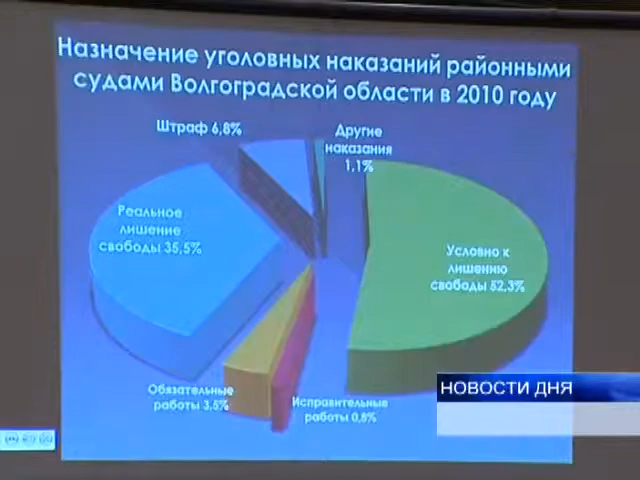 Назначение уголовных наказаний районными
судами Волгоградской области в 2010 году
Штраф 6,8%
Другие
наказания
1,1%
Реальное
лишение
свободы 35,5%
Условно к
лишению
свободы 52,3%
Обязательные
работы 3,5%
Исправительные
работы 0,8%
НОВОСТИ ДНЯ